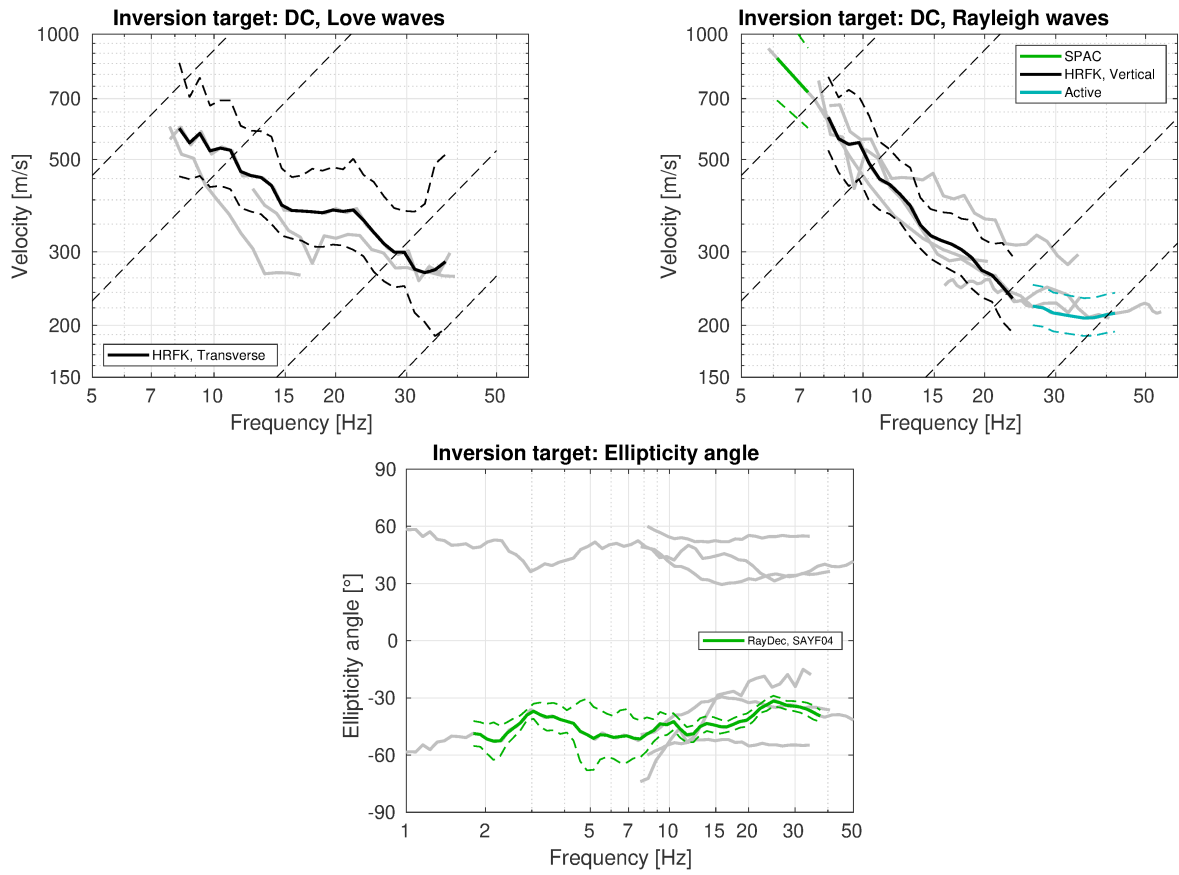 Inversion target: DC, Love waves
1000
700
500
300
200
150
Velocity [m/s]
HRFK, Transverse
5 7 10 15 20 30 50
Frequency [Hz]
Inversion target: DC, Rayleigh waves
1000
700
500
300
200
150
Velocity [m/s]
SPAC
HRFK, Vertical
Active
5 7 10 15 20 30 50
Frequency [Hz]
Inversion target: Ellipticity angle
90
60
30
0
-30
-60
-90
Ellipticity angle [°]
RayDec, SAYF04
1 2 5 7 10 15 20 30 50
Frequency [Hz]